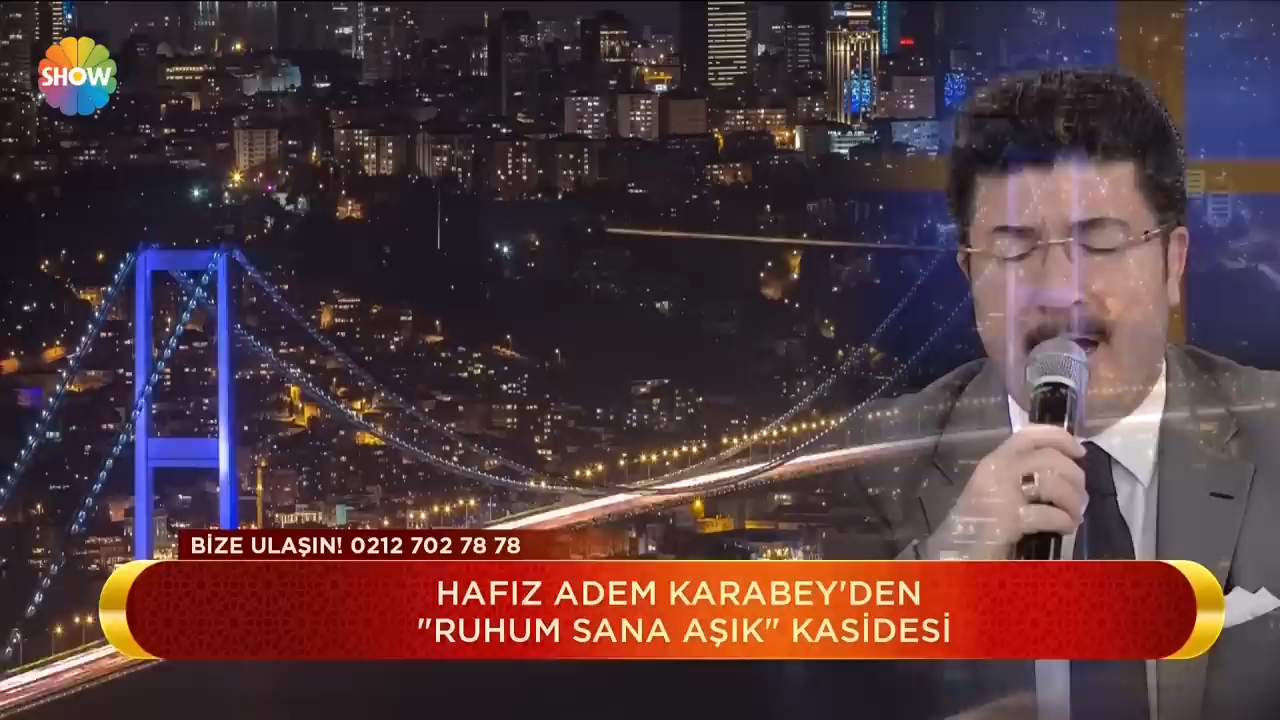 SHOW
BİZE ULAŞIN! 0212 702 78 78
HAFIZ ADEM KARABEY'DEN
"RUHUM SANA AŞIK" KASİDESİ